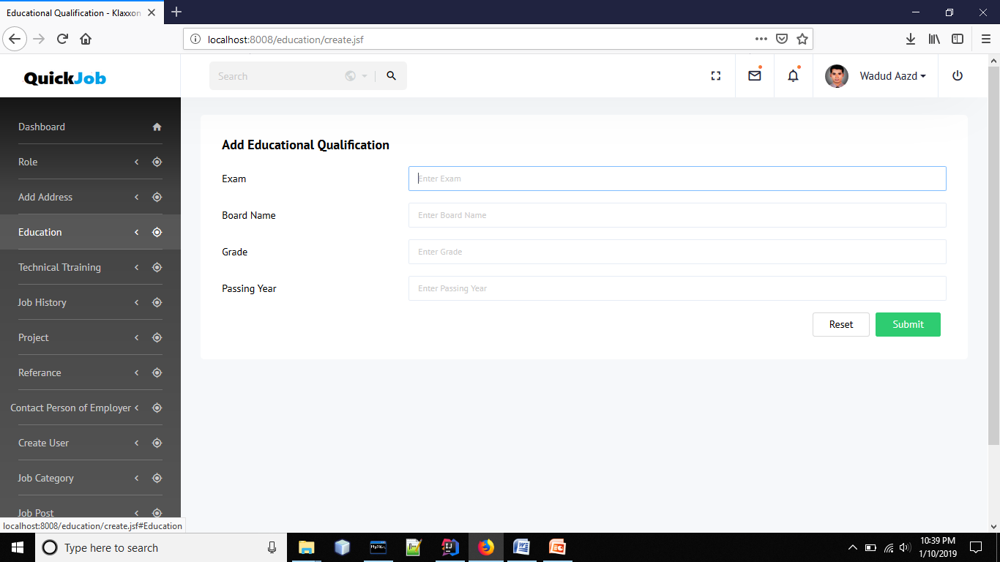 Educational Qualification - Klaxxon
localhost:8008/education/create.jsf
QuickJob
Search
Wadud Aazd
Dashboard
Role
Add Address
Education
Technical Ttraining
Job History
Project
Referance
Contact Person of Employer
Create User
Job Category
Job Post
Add Educational Qualification
Exam
Enter Exam
Board Name
Enter Board Name
Grade
Enter Grade
Passing Year
Enter Passing Year
Reset
Submit
localhost:8008/education/create.jsf#Education
Type here to search
MySQL
10:39 PM
1/10/2019